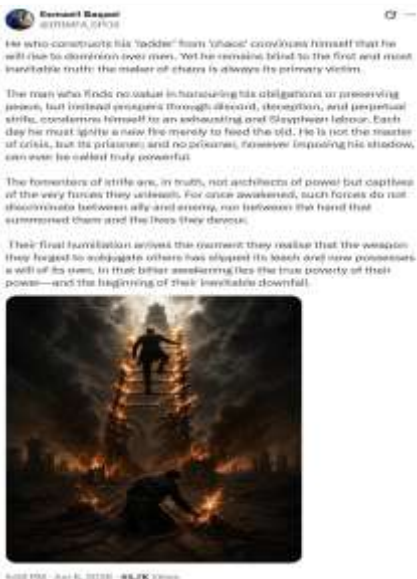 Esmaeil Baqaei
@IRIMFA_SPOX
He who constructs his 'ladder' from 'chaos' convinces himself that he
will rise to dominion over men. Yet he remains blind to the first and most
inevitable truth: the maker of chaos is always its primary victim.
The man who finds no value in honouring his obligations or preserving
peace, but instead prospers through discord, deception, and perpetual
strife, condemns himself to an exhausting and Sisyphean labour. Each
day he must ignite a new fire merely to feed the old. He is not the master
of crisis, but its prisoner; and no prisoner, however imposing his shadow,
can ever be called truly powerful.
The fomenters of strife are, in truth, not architects of power but captives
of the very forces they unleash. For once awakened, such forces do not
discriminate between ally and enemy, nor between the hand that
summoned them and the lives they devour.
Their final humiliation arrives the moment they realise that the weapon
they forged to subjugate others has slipped its leash and now possesses
a will of its own. In that bitter awakening lies the true poverty of their
power—and the beginning of their inevitable downfall.
PM 2026 Views